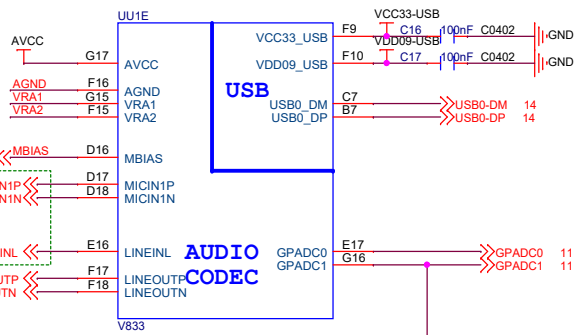 UU1E
VCC33-USB
AVCC
F9
VCC33_USB
C16 100nF C0402
GND
VDD09-USB
G17 AVCC
F10
VDD09_USB
C17 100nF C0402
GND
USB
AGND F16 AGND
VRA1 G15 VRA1
VRA2 F15 VRA2
USB0_DM C7 USB0-DM 14
USB0_DP B7 USB0-DP 14
MBIAS D16 MBIAS
N1P D17 MICIN1P
N1N D18 MICIN1N
INL E16 LINEINL
AUDIO
CODEC
GPADC0 E17 GPADC0 11
GPADC1 G16 GPADC1 11
UTP F17 LINEOUTP
UTN F18 LINEOUTN
V833